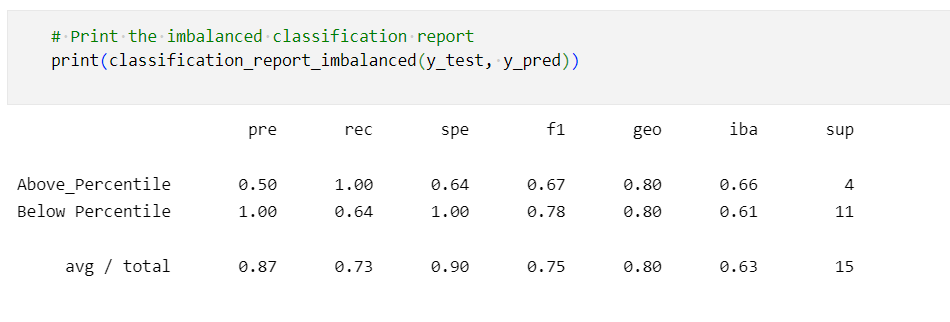 # Print the imbalanced classification report
print(classification_report_imbalanced(y_test, y_pred))
pre rec spe f1 geo iba sup
Above_Percentile 0.50 1.00 0.64 0.67 0.80 0.66 4
Below Percentile 1.00 0.64 1.00 0.78 0.80 0.61 11
avg / total 0.87 0.73 0.90 0.75 0.80 0.63 15